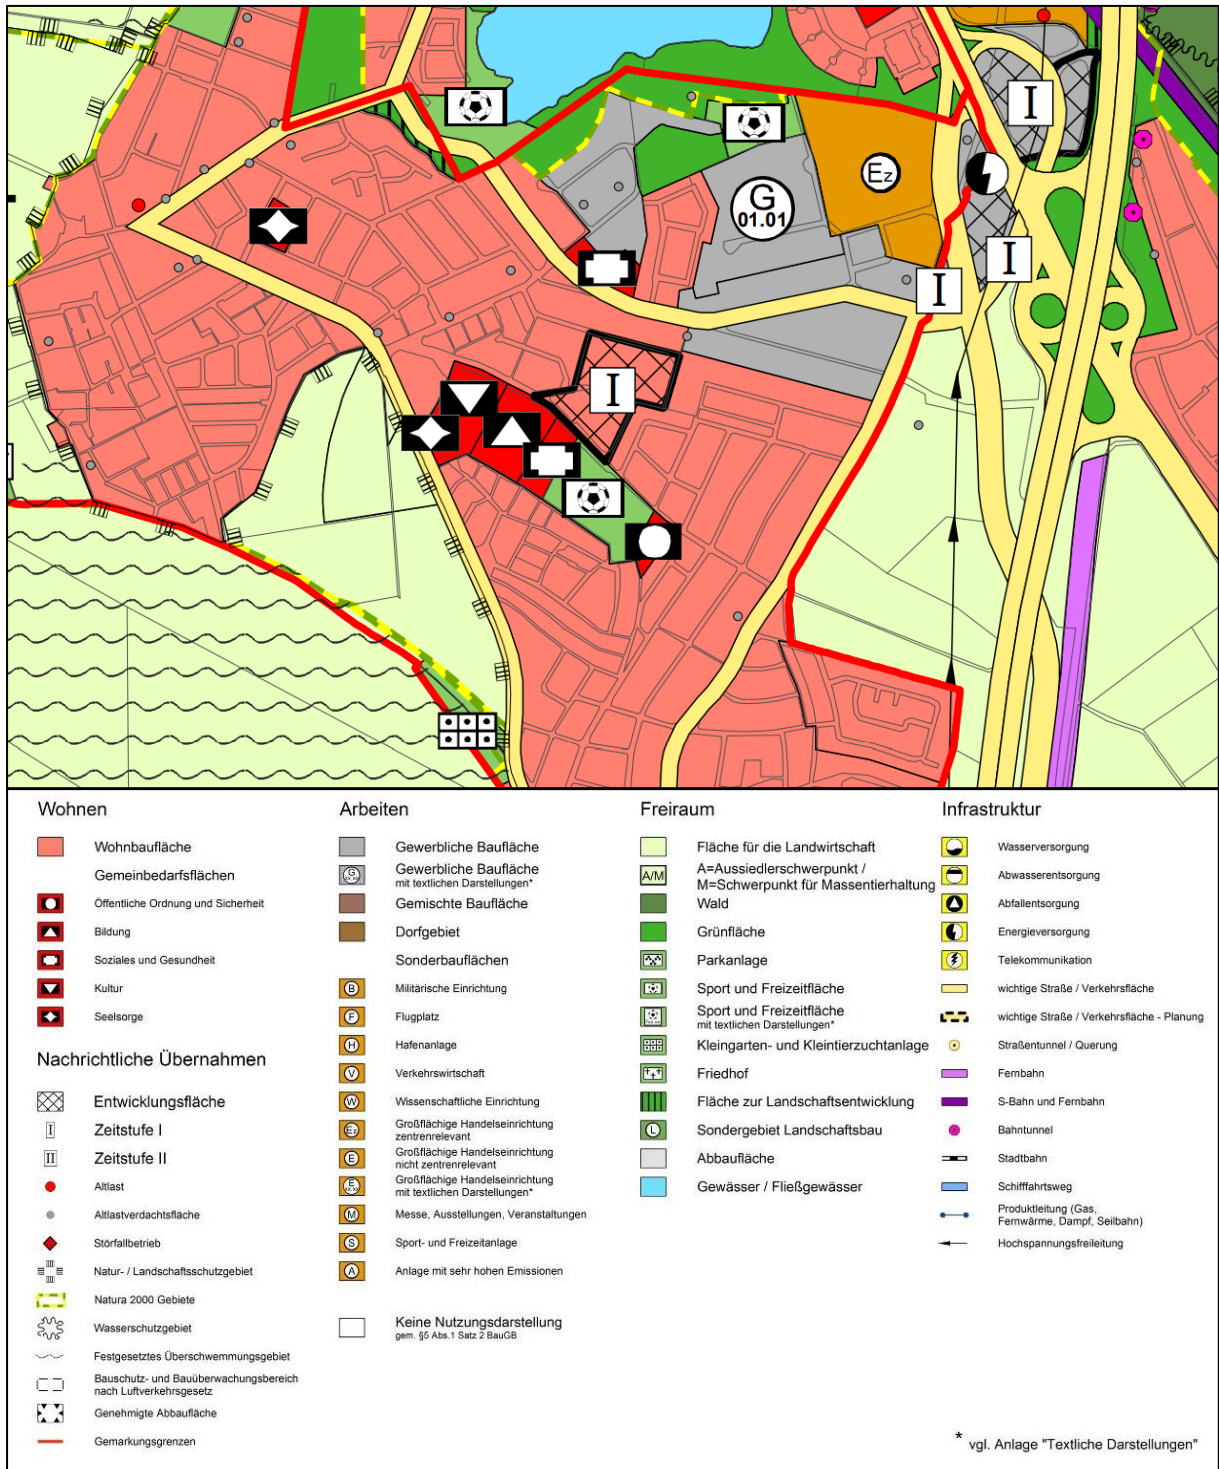 I
Ez
G
01.01
I
I
I
Wohnen
Wohnbaufläche
Gemeinbedarfsflächen
Öffentliche Ordnung und Sicherheit
Bildung
Soziales und Gesundheit
Kultur
Seelsorge
Nachrichtliche Übernahmen
Entwicklungsfläche
I Zeitstufe I
II Zeitstufe II
Altlast
Altlastverdachtsfläche
Störfallbetrieb
Natur- / Landschaftsschutzgebiet
Natura 2000 Gebiete
Wasserschutzgebiet
Festgesetztes Überschwemmungsgebiet
Bauschutz- und Bauüberwachungsbereich
nach Luftverkehrsgesetz
Genehmigte Abbaufläche
Gemarkungsgrenzen
Arbeiten
Gewerbliche Baufläche
G Gewerbliche Baufläche
mit textlichen Darstellungen*
Gemischte Baufläche
Dorfgebiet
Sonderbauflächen
B Militärische Einrichtung
F Flugplatz
H Hafenanlage
V Verkehrswirtschaft
W Wissenschaftliche Einrichtung
Ez Großflächige Handelseinrichtung
zentrenrelevant
E Großflächige Handelseinrichtung
nicht zentrenrelevant
E Großflächige Handelseinrichtung
mit textlichen Darstellungen*
M Messe, Ausstellungen, Veranstaltungen
S Sport- und Freizeitanlage
A Anlage mit sehr hohen Emissionen
Keine Nutzungsdarstellung
gem. §5 Abs.1 Satz 2 BauGB
Freiraum
Fläche für die Landwirtschaft
A/M A=Aussiedlerschwerpunkt /
M=Schwerpunkt für Massentierhaltung
Wald
Grünfläche
Parkanlage
Sport und Freizeitfläche
Sport und Freizeitfläche
mit textlichen Darstellungen*
Kleingarten- und Kleintierzuchtanlage
Friedhof
Fläche zur Landschaftsentwicklung
L Sondergebiet Landschaftsbau
Abbaufläche
Gewässer / Fließgewässer
Infrastruktur
Wasserversorgung
Abwasserentsorgung
Abfallentsorgung
Energieversorgung
Telekommunikation
wichtige Straße / Verkehrsfläche
wichtige Straße / Verkehrsfläche - Planung
Straßentunnel / Querung
Fernbahn
S-Bahn und Fernbahn
Bahntunnel
Stadtbahn
Schifffahrtsweg
Produktleitung (Gas,
Fernwärme, Dampf, Seilbahn)
Hochspannungsfreileitung
* vgl. Anlage "Textliche Darstellungen"